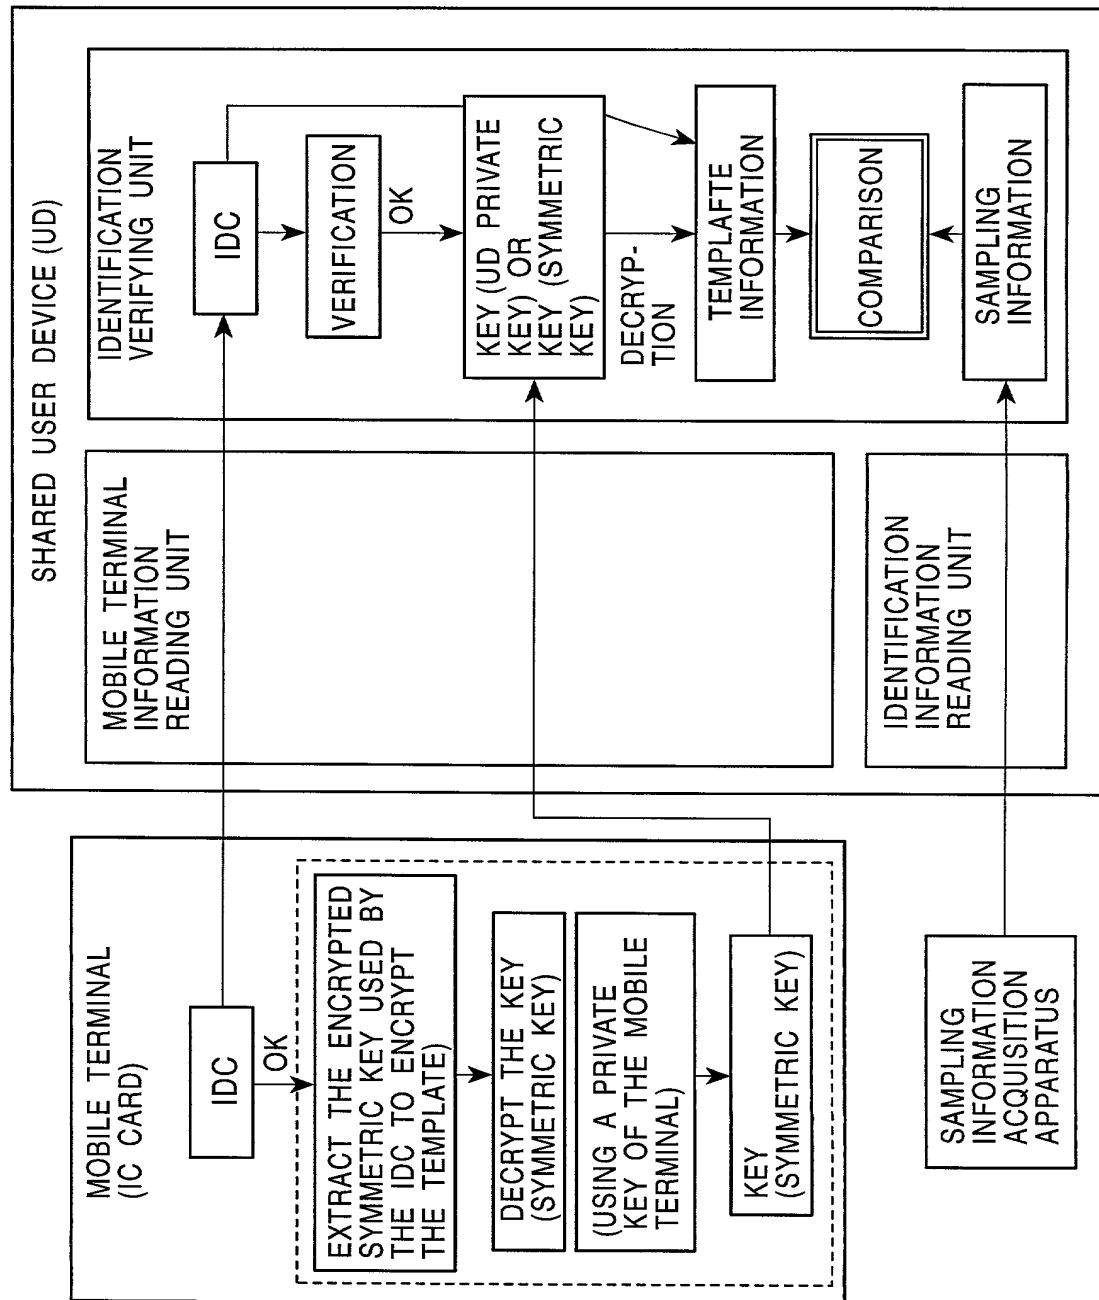 SHARED USER DEVICE (UD)
MOBILE TERMINAL
(IC CARD)
IDC
OK
EXTRACT THE ENCRYPTED
SYMMETRIC KEY USED BY
THE IDC TO ENCRYPT
THE TEMPLATE)
DECRYPT THE KEY
(SYMMETRIC KEY)
(USING A PRIVATE
KEY OF THE MOBILE
TERMINAL)
KEY
(SYMMETRIC KEY)
SAMPLING
INFORMATION
ACQUISITION
APPARATUS
MOBILE TERMINAL
INFORMATION
READING UNIT
IDENTIFICATION
INFORMATION
READING UNIT
IDENTIFICATION
VERIFYING UNIT
IDC
VERIFICATION
OK
KEY (UD PRIVATE
KEY) OR
KEY (SYMMETRIC
KEY)
DECRYP-
TION
TEMPLAFTE
INFORMATION
COMPARISON
SAMPLING
INFORMATION